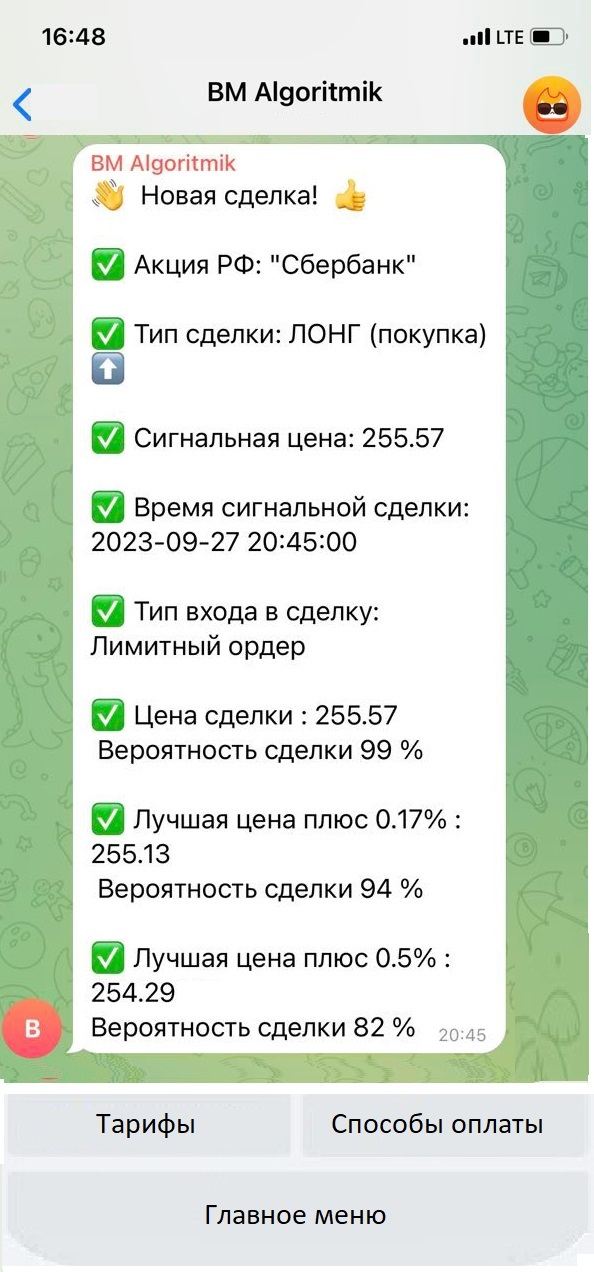 16:48
LTE
BM Algoritmik
BM Algoritmik
👋 Новая сделка! 👍
✅ Акция РФ: "Сбербанк"
✅ Тип сделки: ЛОНГ (покупка)
⬆️
✅ Сигнальная цена: 255.57
✅ Время сигнальной сделки:
2023-09-27 20:45:00
✅ Тип входа в сделку:
Лимитный ордер
✅ Цена сделки : 255.57
Вероятность сделки 99 %
✅ Лучшая цена плюс 0.17% :
255.13
Вероятность сделки 94 %
✅ Лучшая цена плюс 0.5% :
254.29
Вероятность сделки 82 %
20:45
B
Тарифы
Способы оплаты
Главное меню